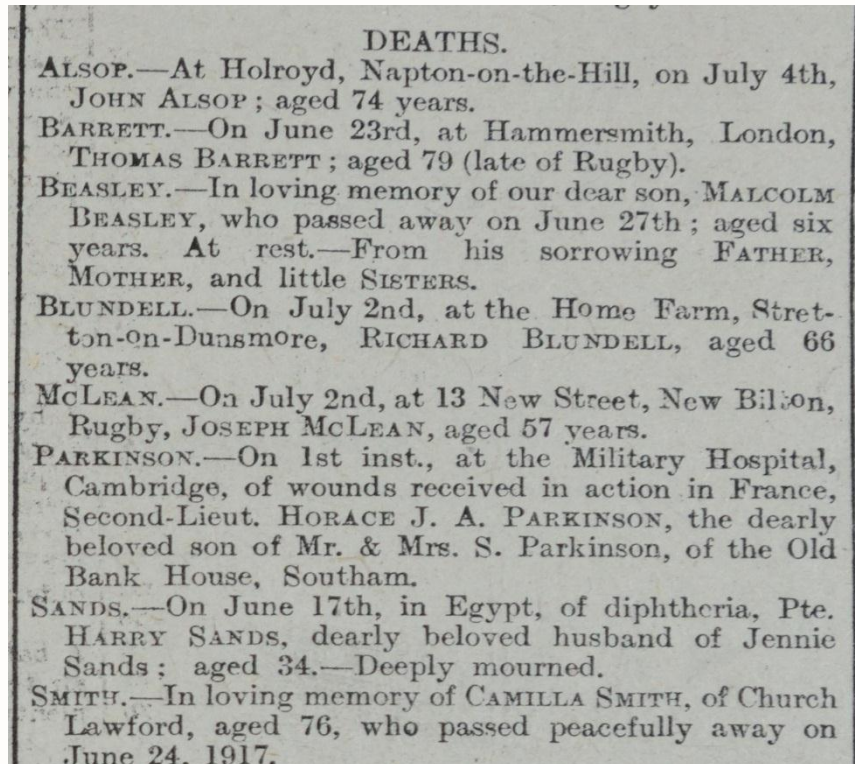 DEATHS.
ALSOP.—At Holroyd, Napton-on-the-Hill, on July 4th,
JOHN ALSOP ; aged 74 years.
BARRETT.—On June 23rd, at Hammersmith, London,
THOMAS BARRETT ; aged 79 (late of Rugby).
BEASLEY.—In loving memory of our dear son, MALCOLM
BEASLEY, who passed away on June 27th ; aged six
years. At rest.—From his sorrowing FATHER,
MOTHER, and little SISTERS.
BLUNDELL.—On July 2nd, at the Home Farm, Stret-
ton-on-Dunsmore, RICHARD BLUNDELL, aged 66
years.
MCLEAN.—On July 2nd, at 13 New Street, New Bilton,
Rugby, JOSEPH MCLEAN, aged 57 years.
PARKINSON.—On 1st inst., at the Military Hospital,
Cambridge, of wounds received in action in France,
Second-Lieut. HORACE J. A. PARKINSON, the dearly
beloved son of Mr. & Mrs. S. Parkinson, of the Old
Bank House, Southam.
SANDS.—On June 17th, in Egypt, of diphtheria, Pte.
HARRY SANDS, dearly beloved husband of Jennie
Sands ; aged 34.—Deeply mourned.
SMITH.—In loving memory of CAMILLA SMITH, of Church
Lawford, aged 76, who passed peacefully away on
June 24, 1917.